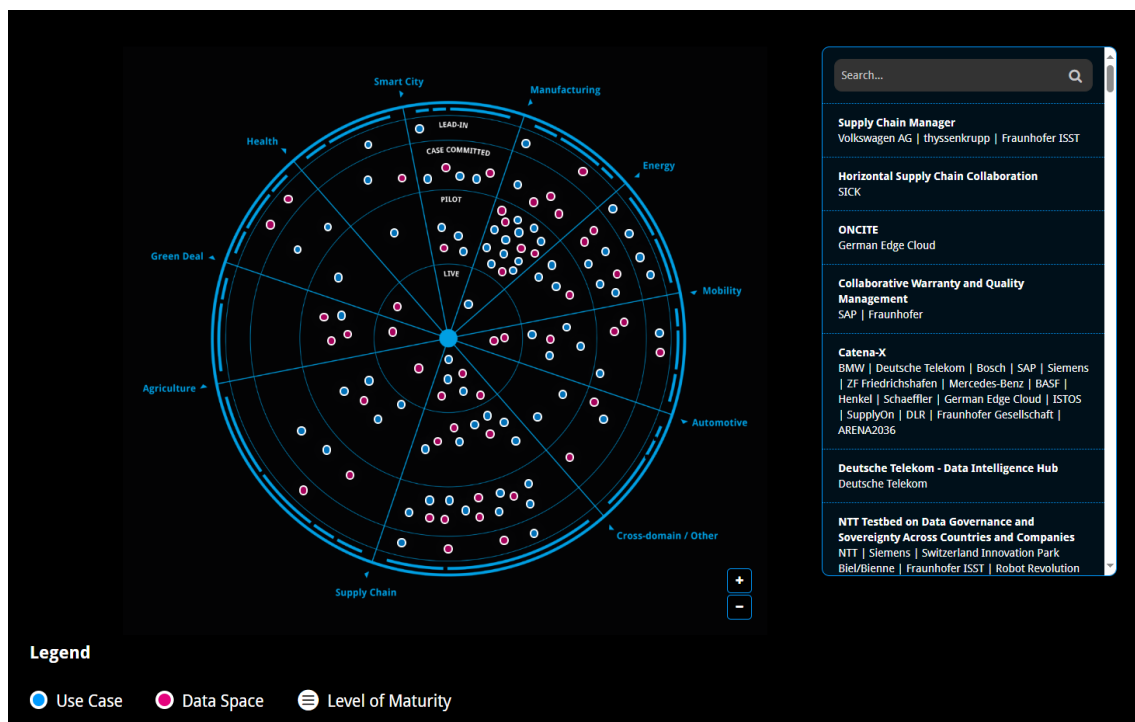 Smart City
Manufacturing
LEAD-IN
Health
CASE COMMITTED
Energy
PILOT
Green Deal
LIVE
Mobility
Agriculture
Automotive
Cross-domain / Other
Supply Chain
+
−
Search...
Supply Chain Manager
Volkswagen AG | thyssenkrupp | Fraunhofer ISST
Horizontal Supply Chain Collaboration
SICK
ONCITE
German Edge Cloud
Collaborative Warranty and Quality
Management
SAP | Fraunhofer
Catena-X
BMW | Deutsche Telekom | Bosch | SAP | Siemens
| ZF Friedrichshafen | Mercedes-Benz | BASF |
Henkel | Schaeffler | German Edge Cloud | ISTOS
| SupplyOn | DLR | Fraunhofer Gesellschaft |
ARENA2036
Deutsche Telekom - Data Intelligence Hub
Deutsche Telekom
NTT Testbed on Data Governance and
Sovereignty Across Countries and Companies
NTT | Siemens | Switzerland Innovation Park
Biel/Bienne | Fraunhofer ISST | Robot Revolution
Legend
Use Case
Data Space
Level of Maturity